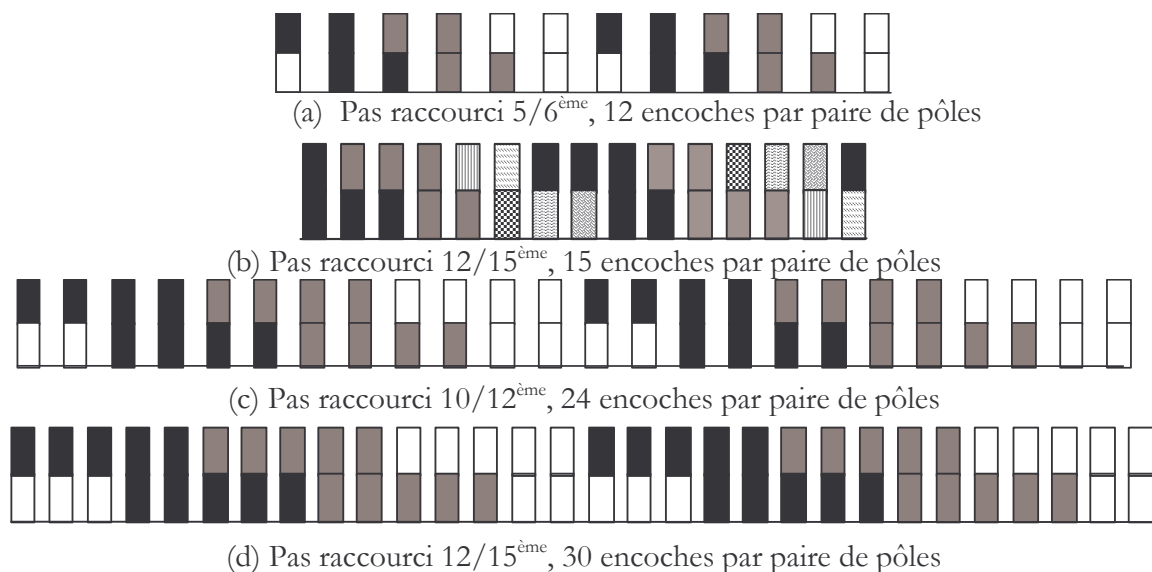 (a) Pas raccourci 5/6ème, 12 encoches par paire de pôles
(b) Pas raccourci 12/15ème, 15 encoches par paire de pôles
(c) Pas raccourci 10/12ème, 24 encoches par paire de pôles
(d) Pas raccourci 12/15ème, 30 encoches par paire de pôles